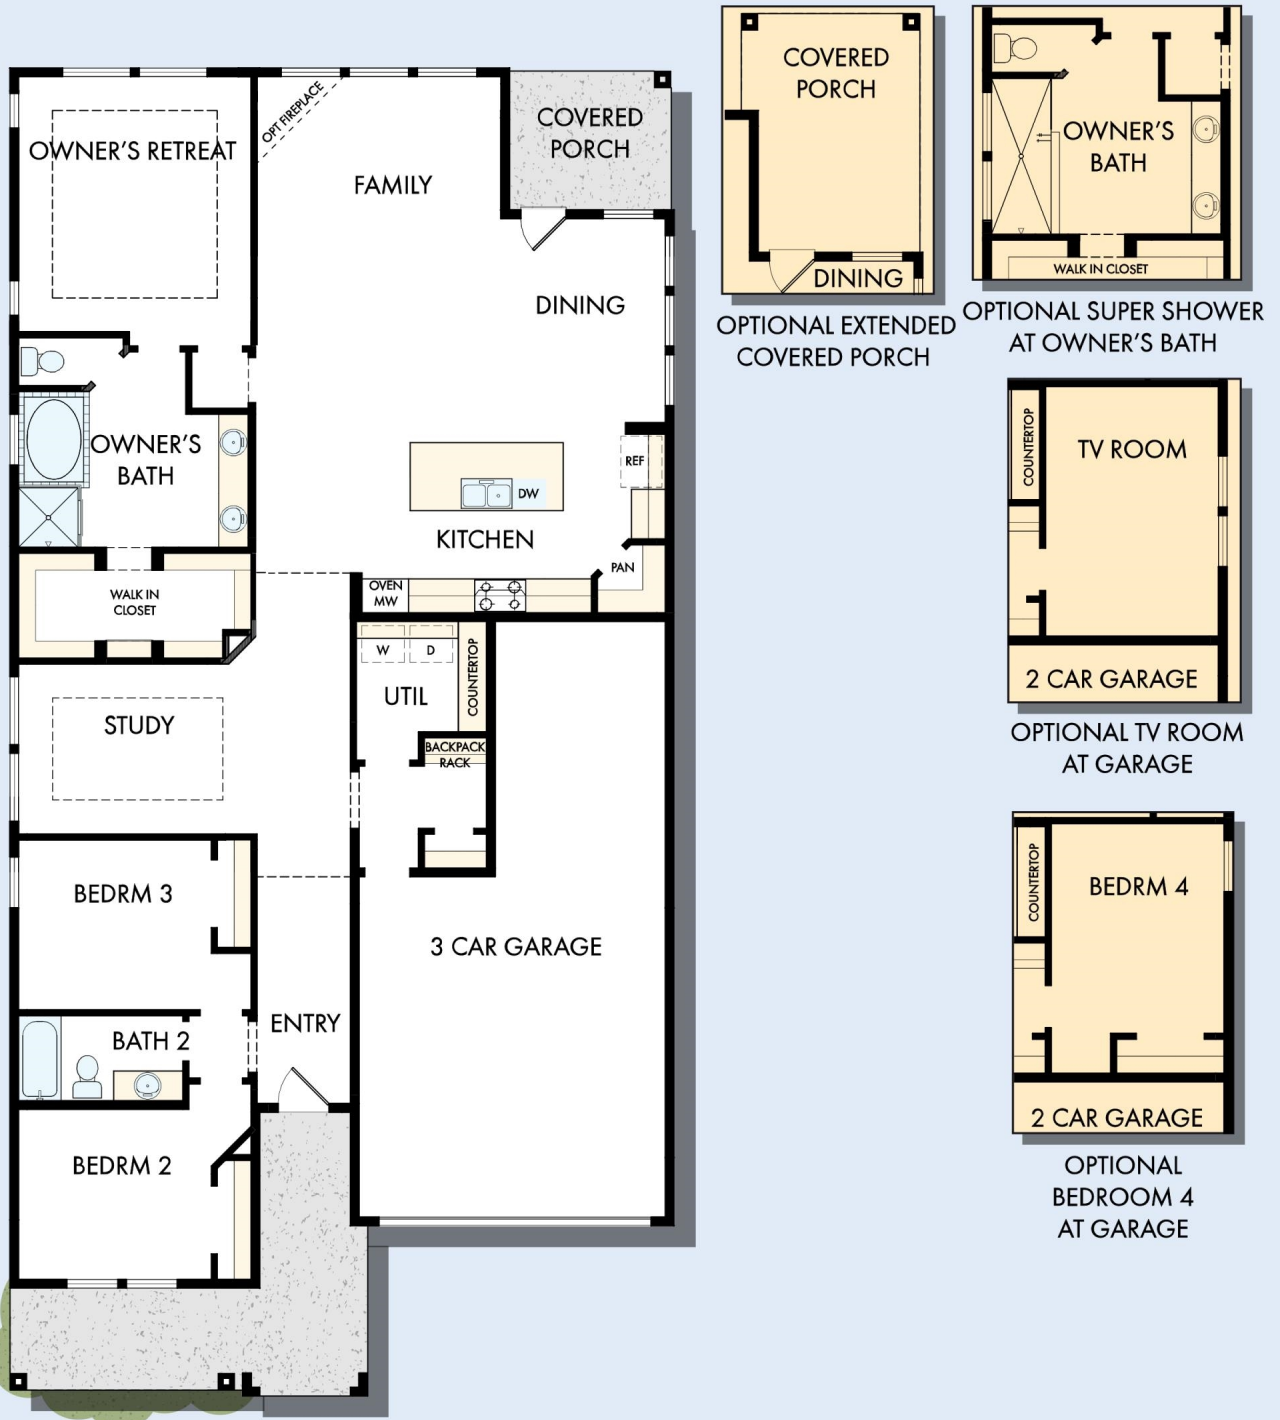 OWNER'S RETREAT
OPT FIREPLACE
FAMILY
COVERED
PORCH
DINING
OWNER'S
BATH
REF
DW
KITCHEN
PAN
OVEN
MW
WALK IN
CLOSET
W
D
COUNTERTOP
UTIL
STUDY
BACKPACK
RACK
BEDRM 3
3 CAR GARAGE
ENTRY
BATH 2
BEDRM 2
COVERED
PORCH
DINING
OPTIONAL EXTENDED
COVERED PORCH
OWNER'S
BATH
WALK IN CLOSET
OPTIONAL SUPER SHOWER
AT OWNER'S BATH
COUNTERTOP
TV ROOM
2 CAR GARAGE
OPTIONAL TV ROOM
AT GARAGE
COUNTERTOP
BEDRM 4
2 CAR GARAGE
OPTIONAL
BEDROOM 4
AT GARAGE